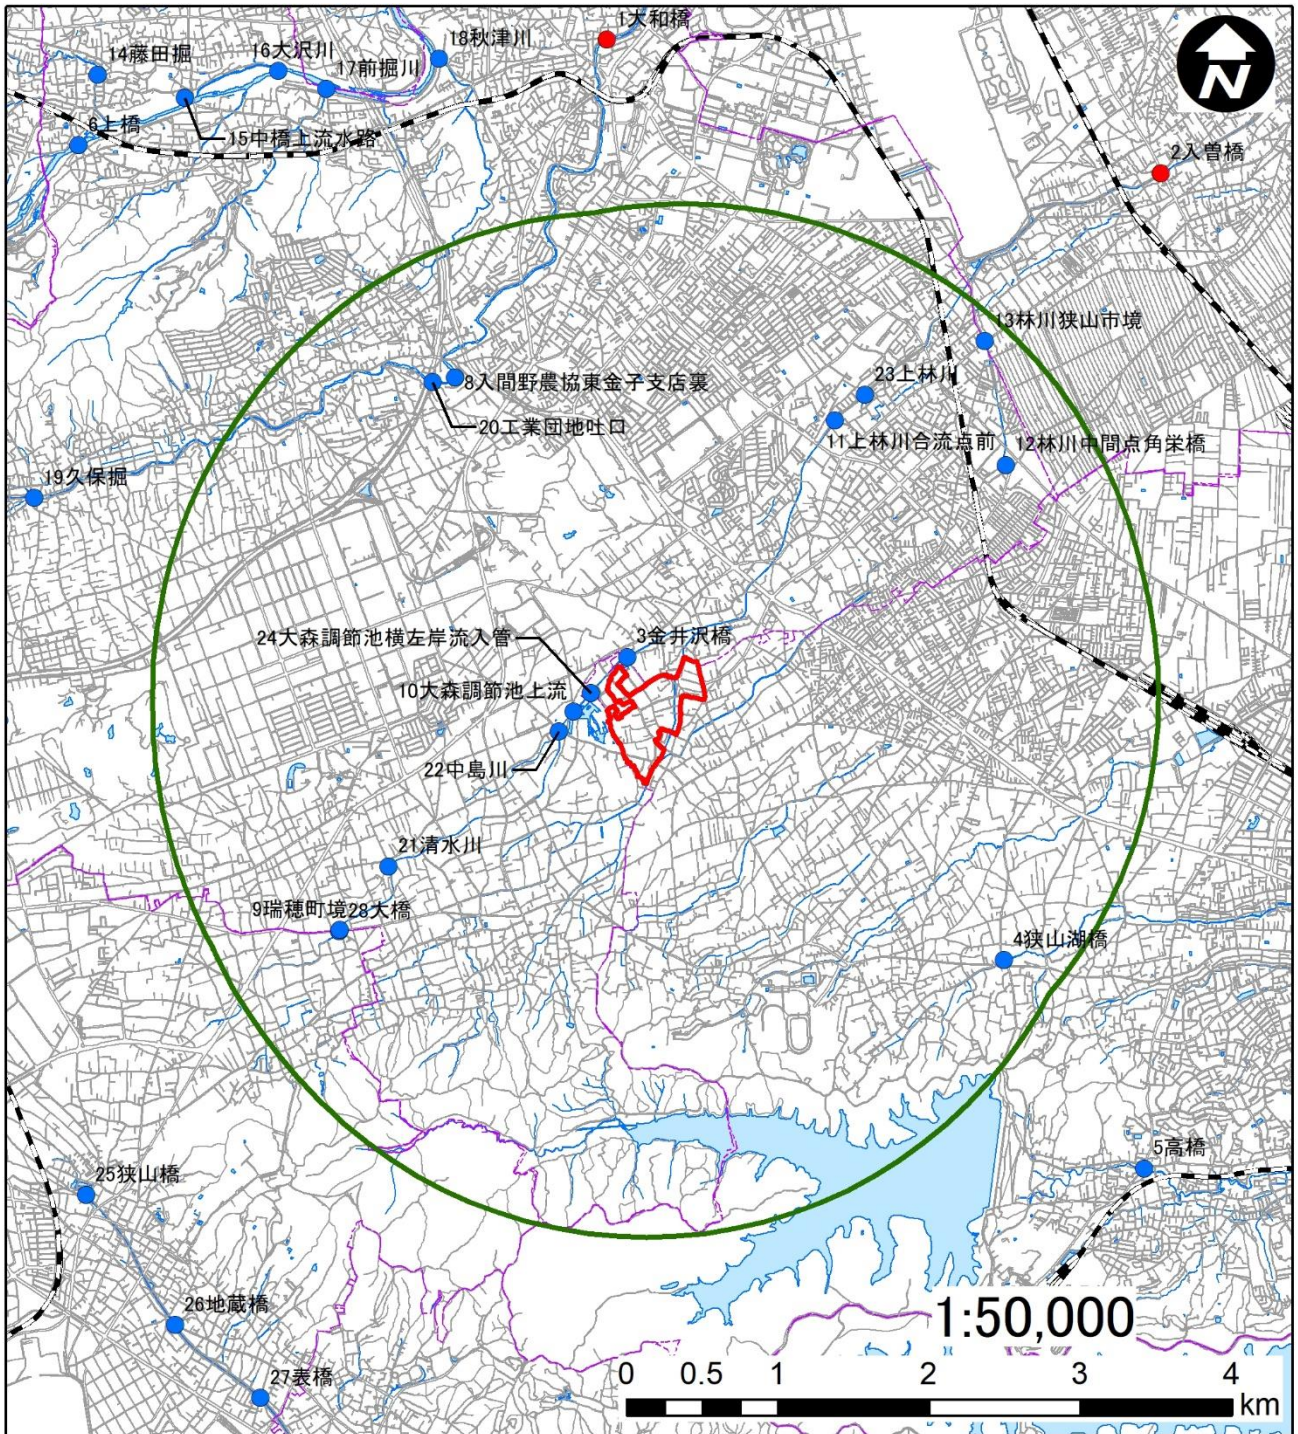 1大和橋
18秋津川
14藤田掘
16大沢川
17前掘川
N
6上橋
15中橋上流水路
2入曽橋
13林川狭山市境
8入間野農協東金子支店裏
23上林川
20工業団地吐口
11上林川合流点前
12林川中間点角栄橋
19久保掘
24大森調節池横左岸流入管
3金井沢橋
10大森調節池上流
22中島川
21清水川
9瑞穂町境28大橋
4狭山湖橋
5高橋
25狭山橋
26地蔵橋
1:50,000
0 0.5 1 2 3 4
km
27表橋